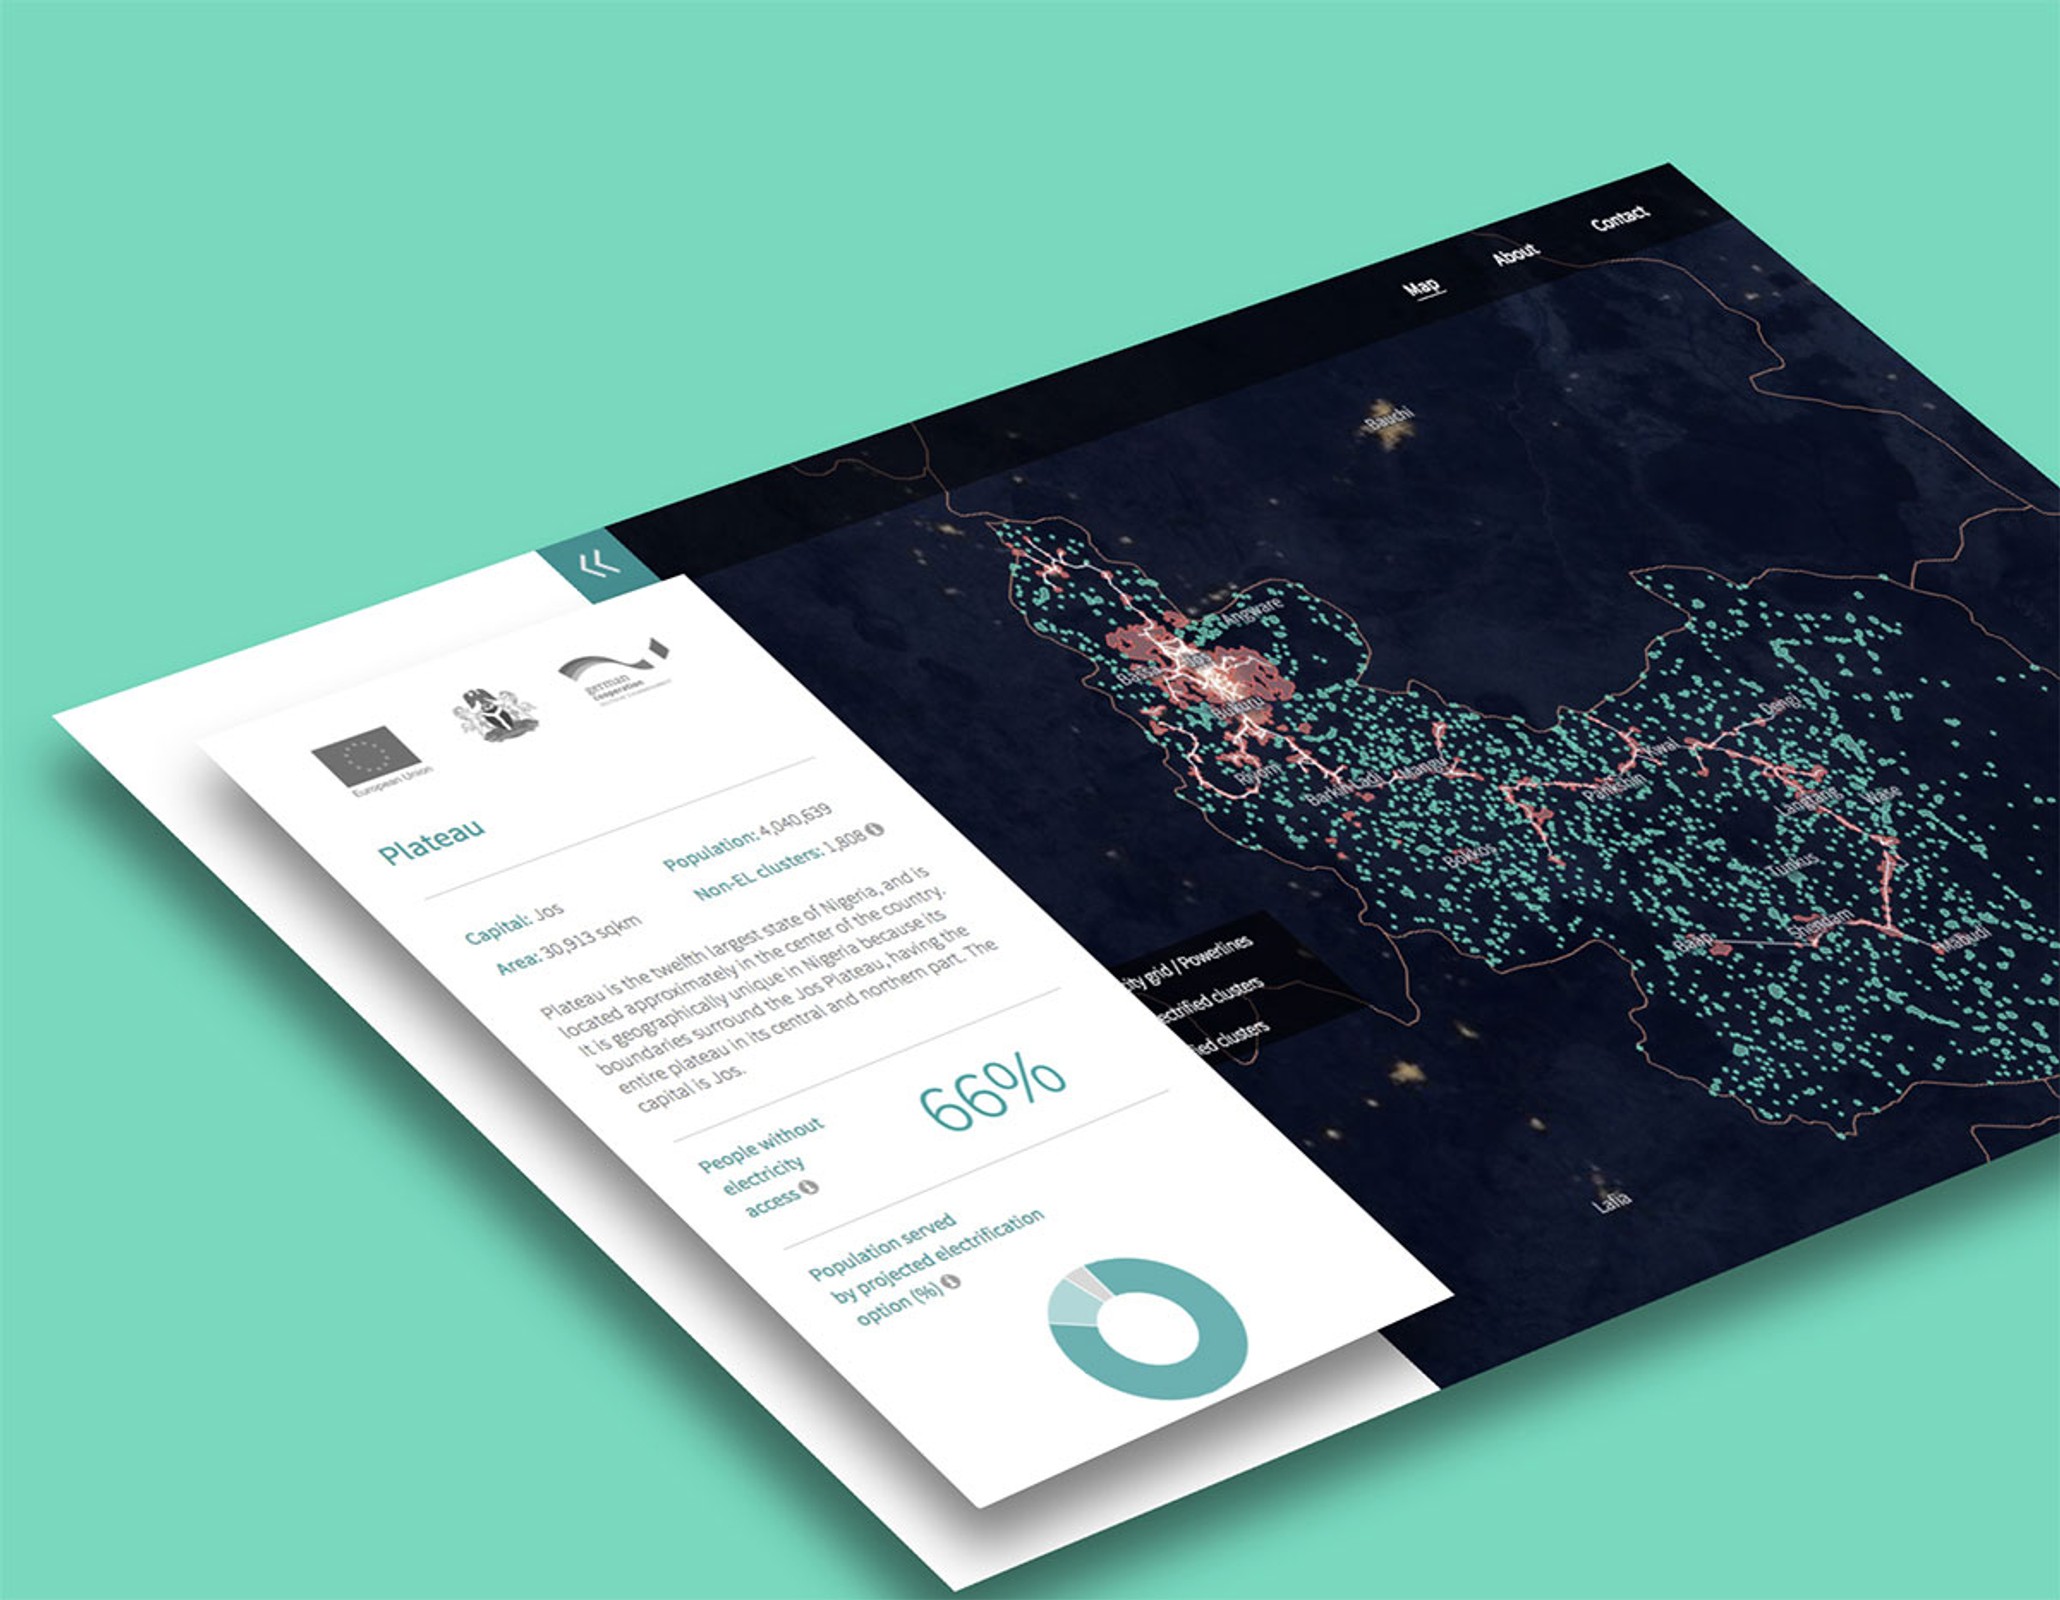 Map
About
Contact
European Union
german
cooperation
Plateau
Capital: Jos
Population: 4,040,639
Area: 30,913 sqkm
Non-EL clusters: 1,808
Plateau is the twelfth largest state of Nigeria, and is
located approximately in the center of the country.
It is geographically unique in Nigeria because its
boundaries surround the Jos Plateau, having the
entire plateau in its central and northern part. The
capital is Jos.
People without
electricity
access
66%
Population served
by projected electrification
option (%)
city grid / Powerlines
ectrified clusters
fied clusters
Bauchi
Angware
Bassa
Jos
Bukuru
Riyom
Barkin Ladi
Mangu
Bokkos
Pankshin
Kwal
Dengi
Langtang
Wase
Tunkus
Shendam
Baap
Mabudi
Lafia